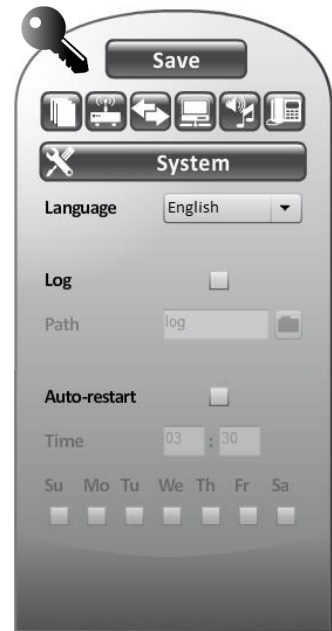 Save
System
Language English
Log
Path log
Auto-restart
Time 03 : 30
Su Mo Tu We Th Fr Sa